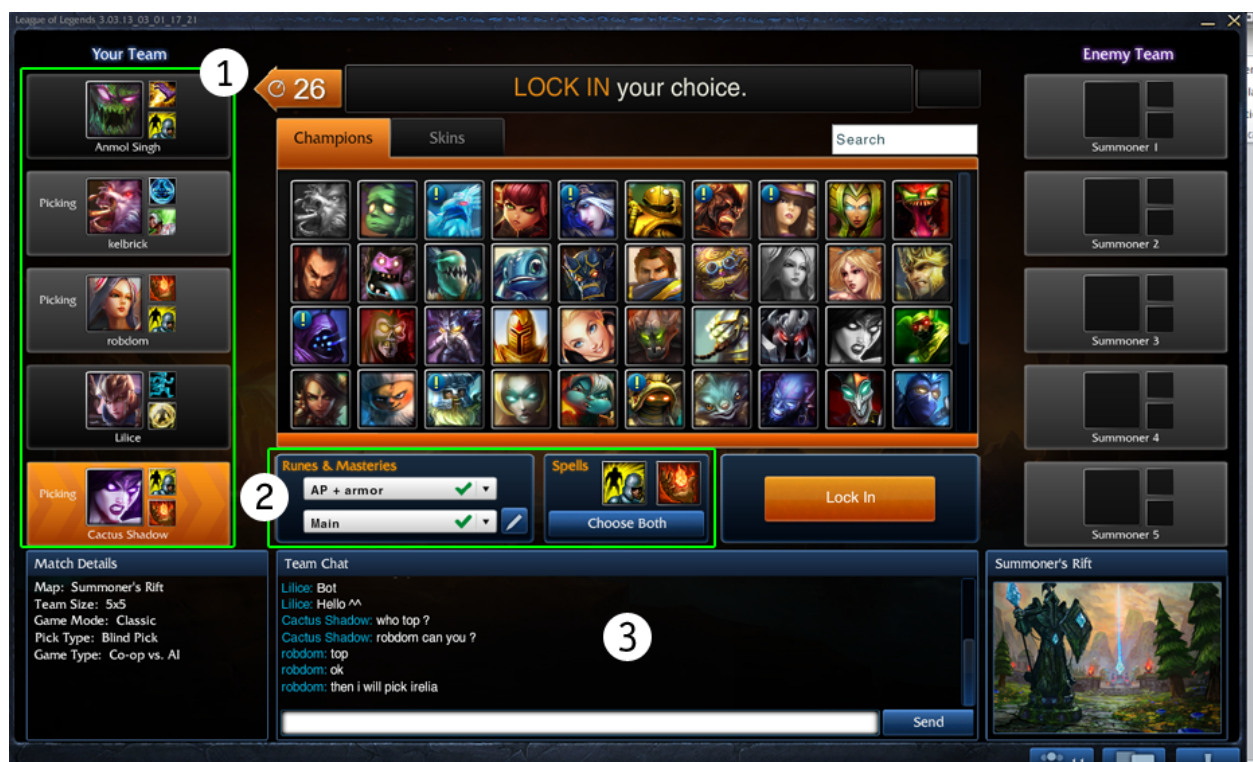 League of Legends 3.03.13_03_01_17_21
Your Team
1
26
LOCK IN your choice.
Enemy Team
Champions
Skins
Search
Anmol Singh
Picking
kelbrick
Picking
robdom
Lilice
Picking
Cactus Shadow
Summoner 1
Summoner 2
Summoner 3
Summoner 4
Summoner 5
2
Runes & Masteries
AP + armor
Main
Spells
Choose Both
Lock In
Match Details
Map: Summoner's Rift
Team Size: 5x5
Game Mode: Classic
Pick Type: Blind Pick
Game Type: Co-op vs. AI
Team Chat
Lilice: Bot
Lilice: Hello ^^
Cactus Shadow: who top ?
Cactus Shadow: robdom can you ?
robdom: top
robdom: ok
robdom: then i will pick irelia
3
Send
Summoner's Rift